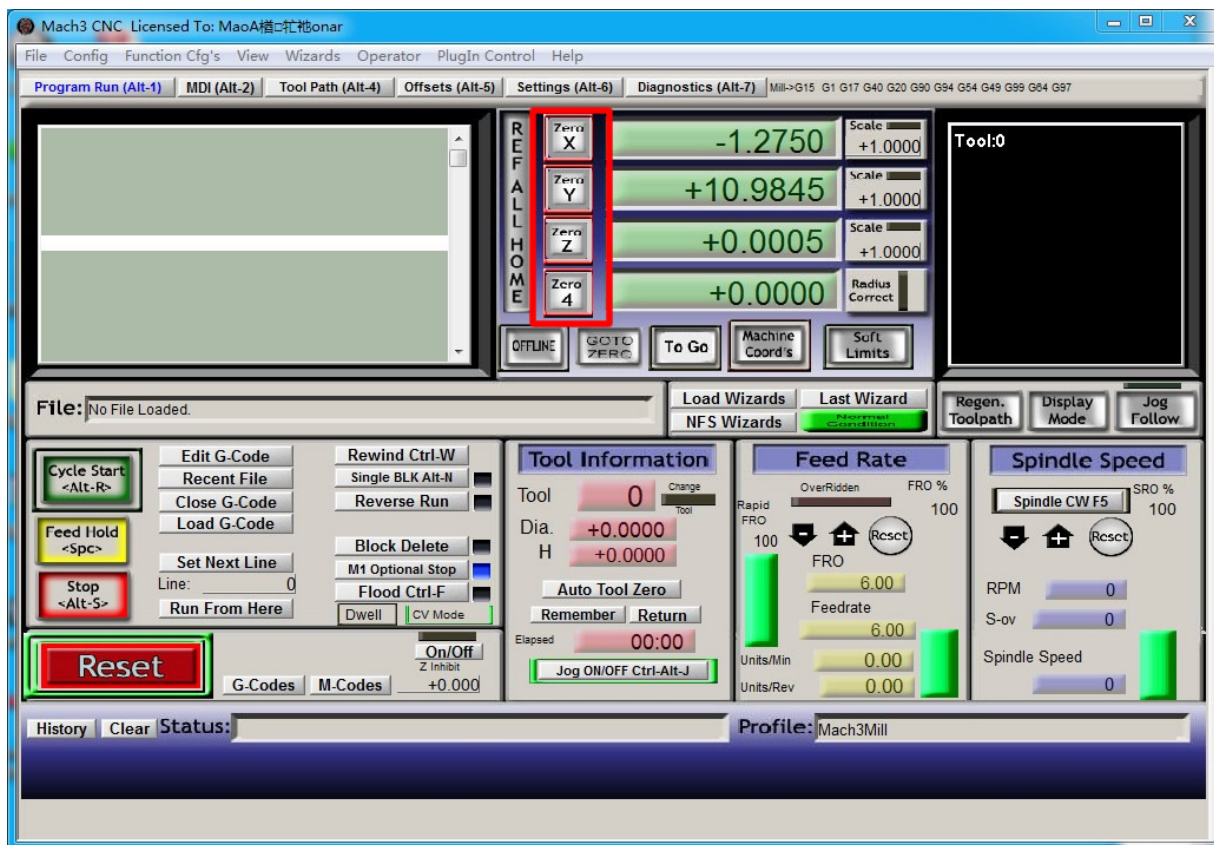 Mach3 CNC Licensed To: MaoA楿□牤衪onar
File Config Function Cfg's View Wizards Operator PlugIn Control Help
Program Run (Alt-1) MDI (Alt-2) Tool Path (Alt-4) Offsets (Alt-5) Settings (Alt-6) Diagnostics (Alt-7) Mill->G15 G1 G17 G40 G20 G90 G94 G54 G49 G99 G64 G97
REF ALL HOME
Zero X -1.2750 Scale +1.0000
Zero Y +10.9845 Scale +1.0000
Zero Z +0.0005 Scale +1.0000
Zero 4 +0.0000 Radius Correct
OFFLINE GOTO ZERO To Go Machine Coord's Soft Limits
Tool:0
File: No File Loaded.
Load Wizards Last Wizard
NFS Wizards Normal Condition
Regen. Toolpath Display Mode Jog Follow
Cycle Start <Alt-R>
Feed Hold <Spc>
Stop <Alt-S>
Edit G-Code
Recent File
Close G-Code
Load G-Code
Set Next Line
Line: 0
Run From Here
Rewind Ctrl-W
Single BLK Alt-N
Reverse Run
Block Delete
M1 Optional Stop
Flood Ctrl-F
Dwell CV Mode
Reset
G-Codes M-Codes
On/Off
Z Inhibit
+0.000
Tool Information
Tool 0 Change Tool
Dia. +0.0000
H +0.0000
Auto Tool Zero
Remember Return
Elapsed 00:00
Jog ON/OFF Ctrl-Alt-J
Feed Rate
OverRidden FRO %
100
Rapid FRO
100
Reset
FRO
6.00
Feedrate
6.00
Units/Min 0.00
Units/Rev 0.00
Spindle Speed
Spindle CW F5 SRO %
100
Reset
RPM 0
S-ov 0
Spindle Speed
0
History Clear Status:
Profile: Mach3Mill